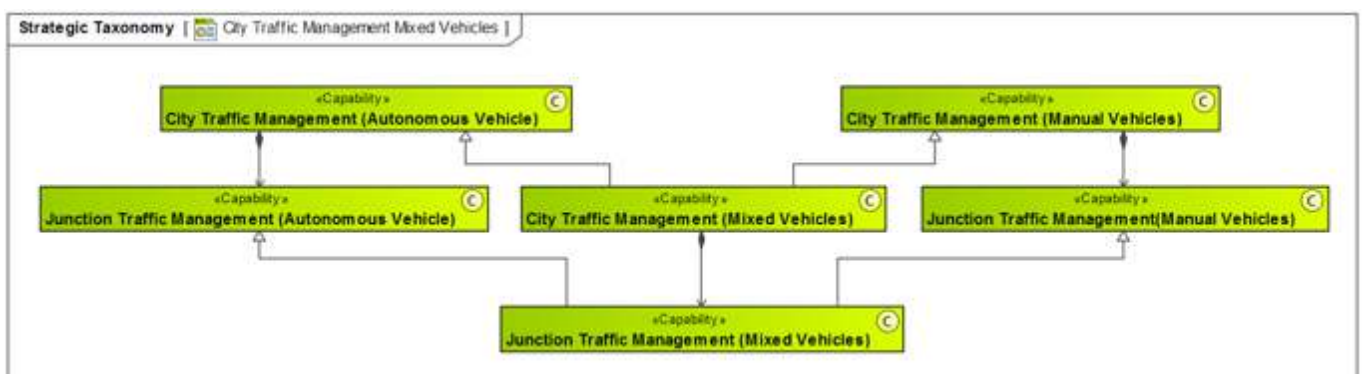 Strategic Taxonomy [ City Traffic Management Mixed Vehicles ]
«Capability» C
City Traffic Management (Autonomous Vehicle)
«Capability» C
City Traffic Management (Manual Vehicles)
«Capability» C
Junction Traffic Management (Autonomous Vehicle)
«Capability» C
City Traffic Management (Mixed Vehicles)
«Capability» C
Junction Traffic Management(Manual Vehicles)
«Capability» C
Junction Traffic Management (Mixed Vehicles)